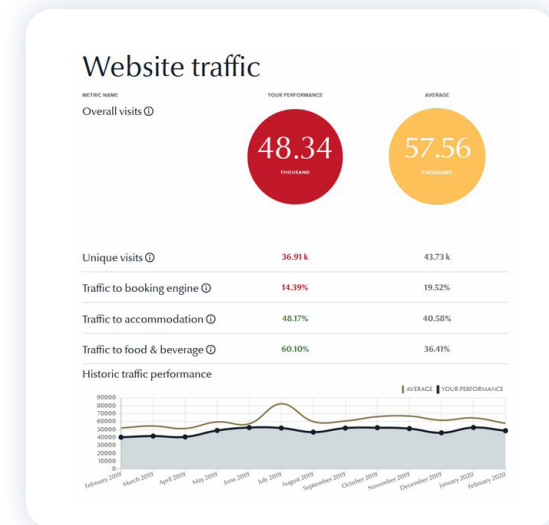 Website traffic
METRIC NAME YOUR PERFORMANCE AVERAGE
Overall visits
48.34 57.56
THOUSAND THOUSAND
Unique visits 36.91 k 43.73 k
Traffic to booking engine 14.39% 19.52%
Traffic to accommodation 48.17% 40.58%
Traffic to food & beverage 60.10% 36.41%
Historic traffic performance
AVERAGE YOUR PERFORMANCE
90000
80000
70000
60000
50000
40000
30000
20000
10000
0
February 2019 March 2019 April 2019 May 2019 June 2019 July 2019 August 2019 September 2019 October 2019 November 2019 December 2019 January 2020 February 2020